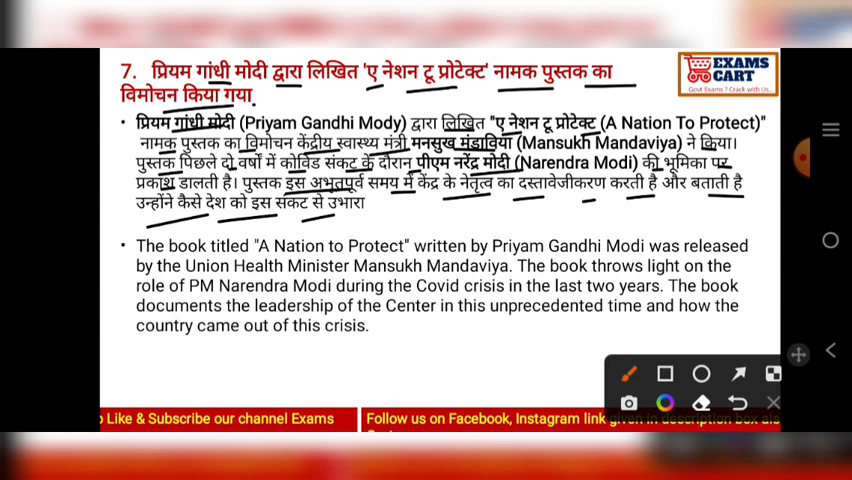 7. प्रियम गांधी मोदी द्वारा लिखित 'ए नेशन टू प्रोटेक्ट' नामक पुस्तक का
विमोचन किया गया
EXAMS
CART
Govt Exams ? Crack with Us...
• प्रियम गांधी मोदी (Priyam Gandhi Mody) द्वारा लिखित "ए नेशन टू प्रोटेक्ट (A Nation To Protect)"
नामक पुस्तक का विमोचन केंद्रीय स्वास्थ्य मंत्री मनसुख मंडाविया (Mansukh Mandaviya) ने किया।
पुस्तक पिछले दो वर्षों में कोविड संकट के दौरान पीएम नरेंद्र मोदी (Narendra Modi) की भूमिका पर
प्रकाश डालती है। पुस्तक इस अभूतपूर्व समय में केंद्र के नेतृत्व का दस्तावेजीकरण करती है और बताती है
उन्होंने कैसे देश को इस संकट से उभारा
• The book titled "A Nation to Protect" written by Priyam Gandhi Modi was released
by the Union Health Minister Mansukh Mandaviya. The book throws light on the
role of PM Narendra Modi during the Covid crisis in the last two years. The book
documents the leadership of the Center in this unprecedented time and how the
country came out of this crisis.
Like & Subscribe our channel Exams
Follow us on Facebook, Instagram link given in description box als